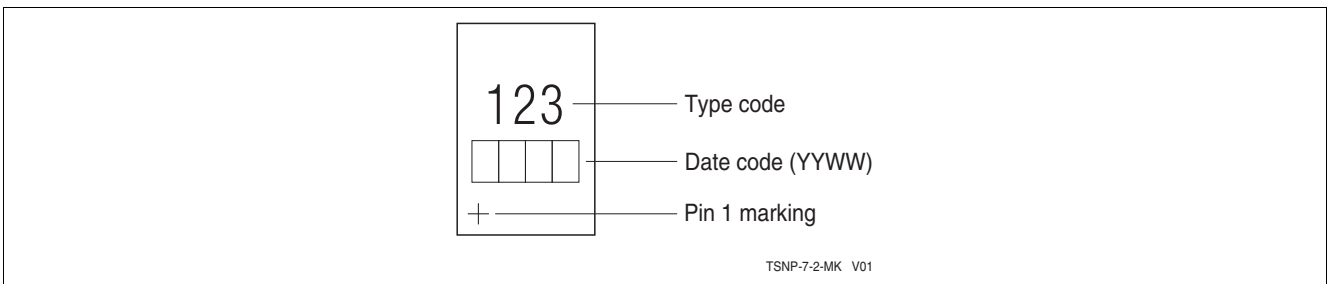 123
Type code
Date code (YYWW)
+
Pin 1 marking
TSNP-7-2-MK V01